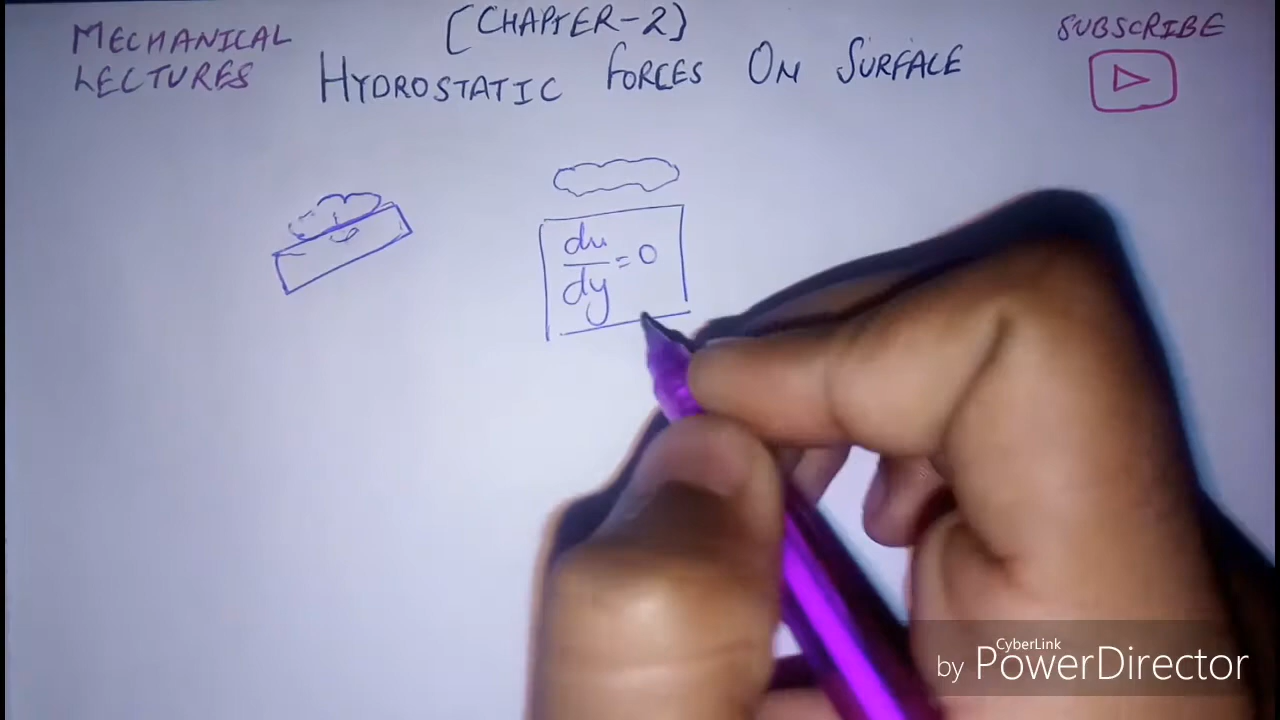 [CHAPTER-2]
MECHANICAL
LECTURES
HYDROSTATIC FORCES ON SURFACE
SUBSCRIBE
du
dy
=0
CyberLink
by PowerDirector